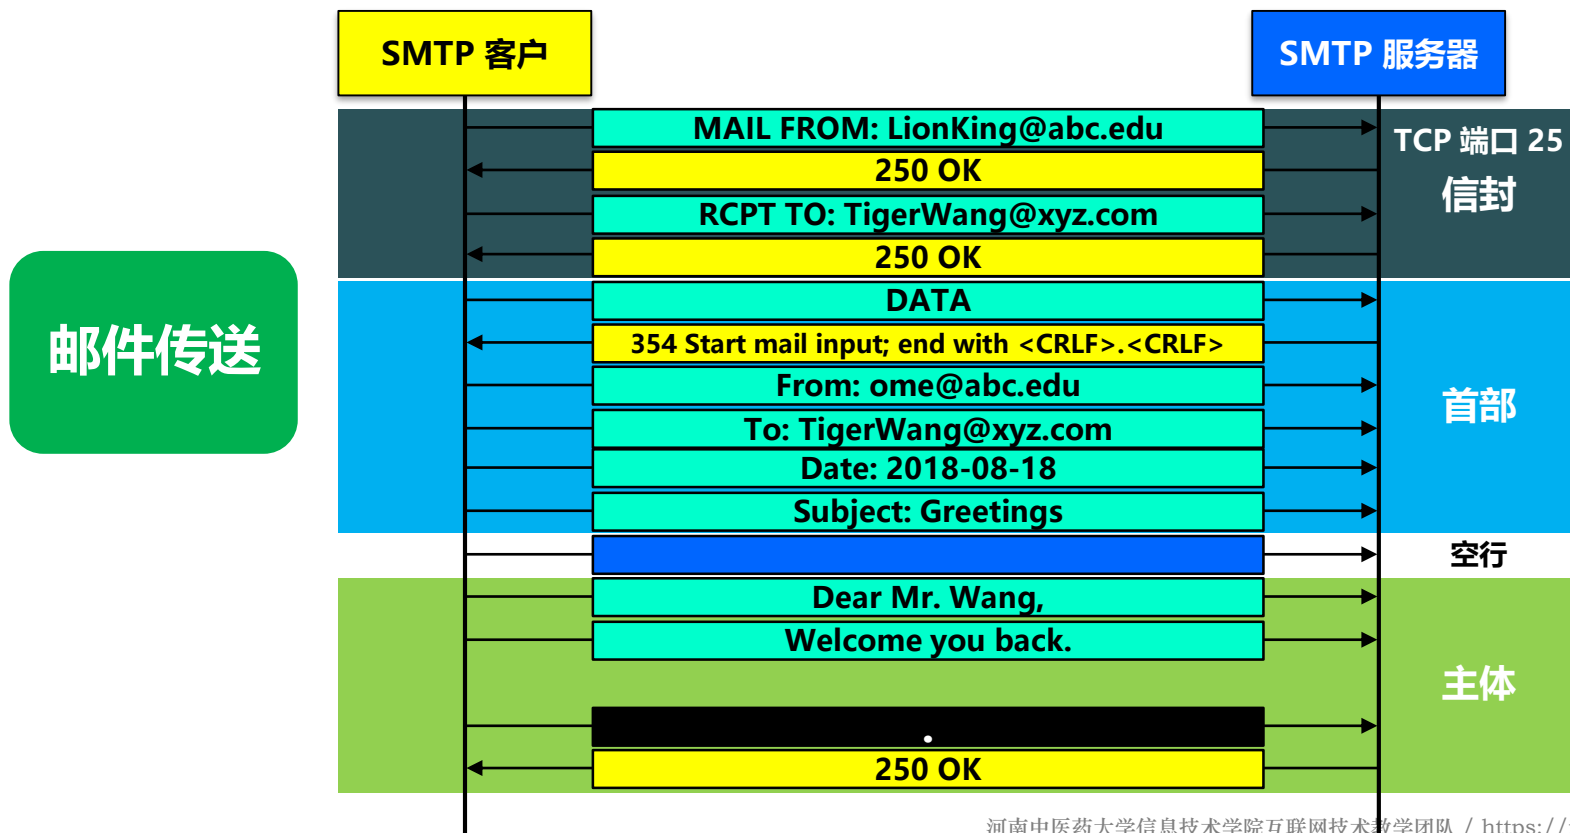 SMTP 客户
SMTP 服务器
MAIL FROM: LionKing@abc.edu
TCP 端口 25
250 OK
信封
RCPT TO: TigerWang@xyz.com
250 OK
DATA
邮件传送
354 Start mail input; end with <CRLF>.<CRLF>
From: ome@abc.edu
首部
To: TigerWang@xyz.com
Date: 2018-08-18
Subject: Greetings
空行
Dear Mr. Wang,
Welcome you back.
主体
.
250 OK
河南中医药大学信息技术学院互联网技术教学团队 / https://